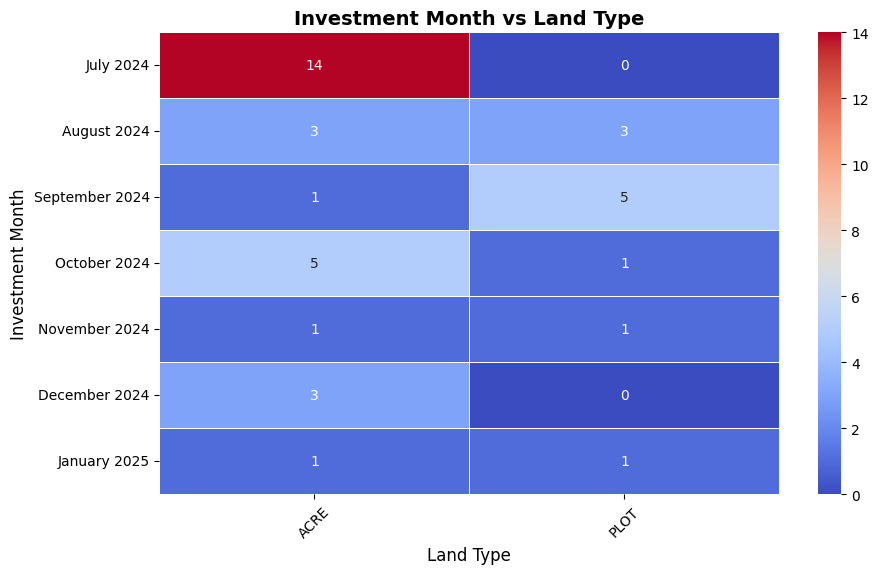 Investment Month vs Land Type
Investment Month
July 2024 14 0
August 2024 3 3
September 2024 1 5
October 2024 5 1
November 2024 1 1
December 2024 3 0
January 2025 1 1
ACRE PLOT
Land Type
14
12
10
8
6
4
2
0